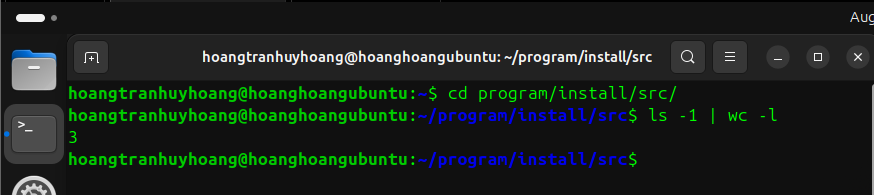 Aug
hoangtranhuyhoang@hoanghoangubuntu: ~/program/install/src
>_
hoangtranhuyhoang@hoanghoangubuntu:~$ cd program/install/src/
hoangtranhuyhoang@hoanghoangubuntu:~/program/install/src$ ls -1 | wc -l
3
hoangtranhuyhoang@hoanghoangubuntu:~/program/install/src$